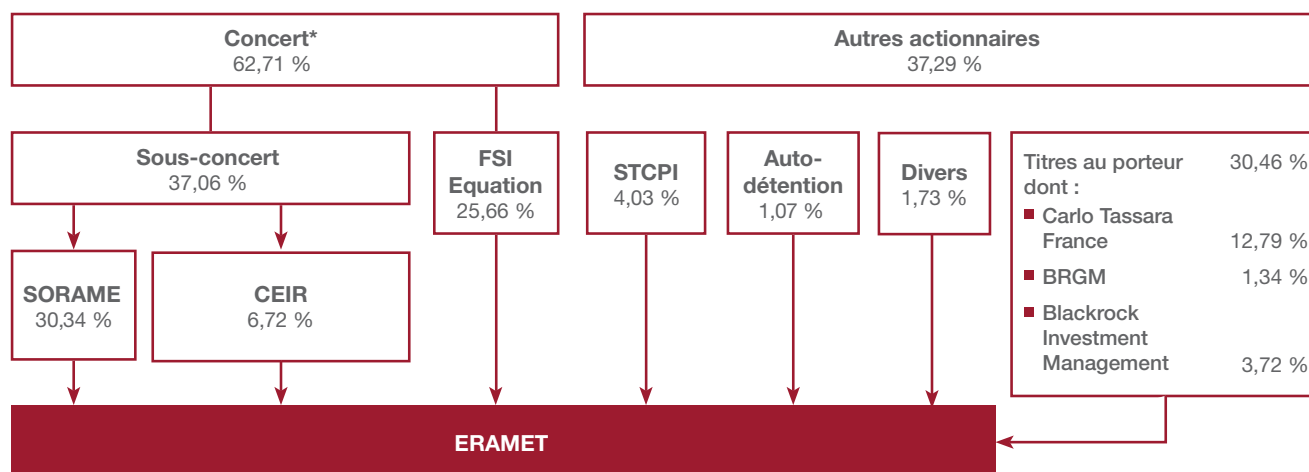 Concert*
62,71 %
Autres actionnaires
37,29 %
Sous-concert
37,06 %
FSI
Equation
25,66 %
STCPI
4,03 %
Auto-
détention
1,07 %
Divers
1,73 %
Titres au porteur 30,46 %
dont :
■ Carlo Tassara
France 12,79 %
■ BRGM 1,34 %
■ Blackrock
Investment
Management 3,72 %
SORAME
30,34 %
CEIR
6,72 %
ERAMET